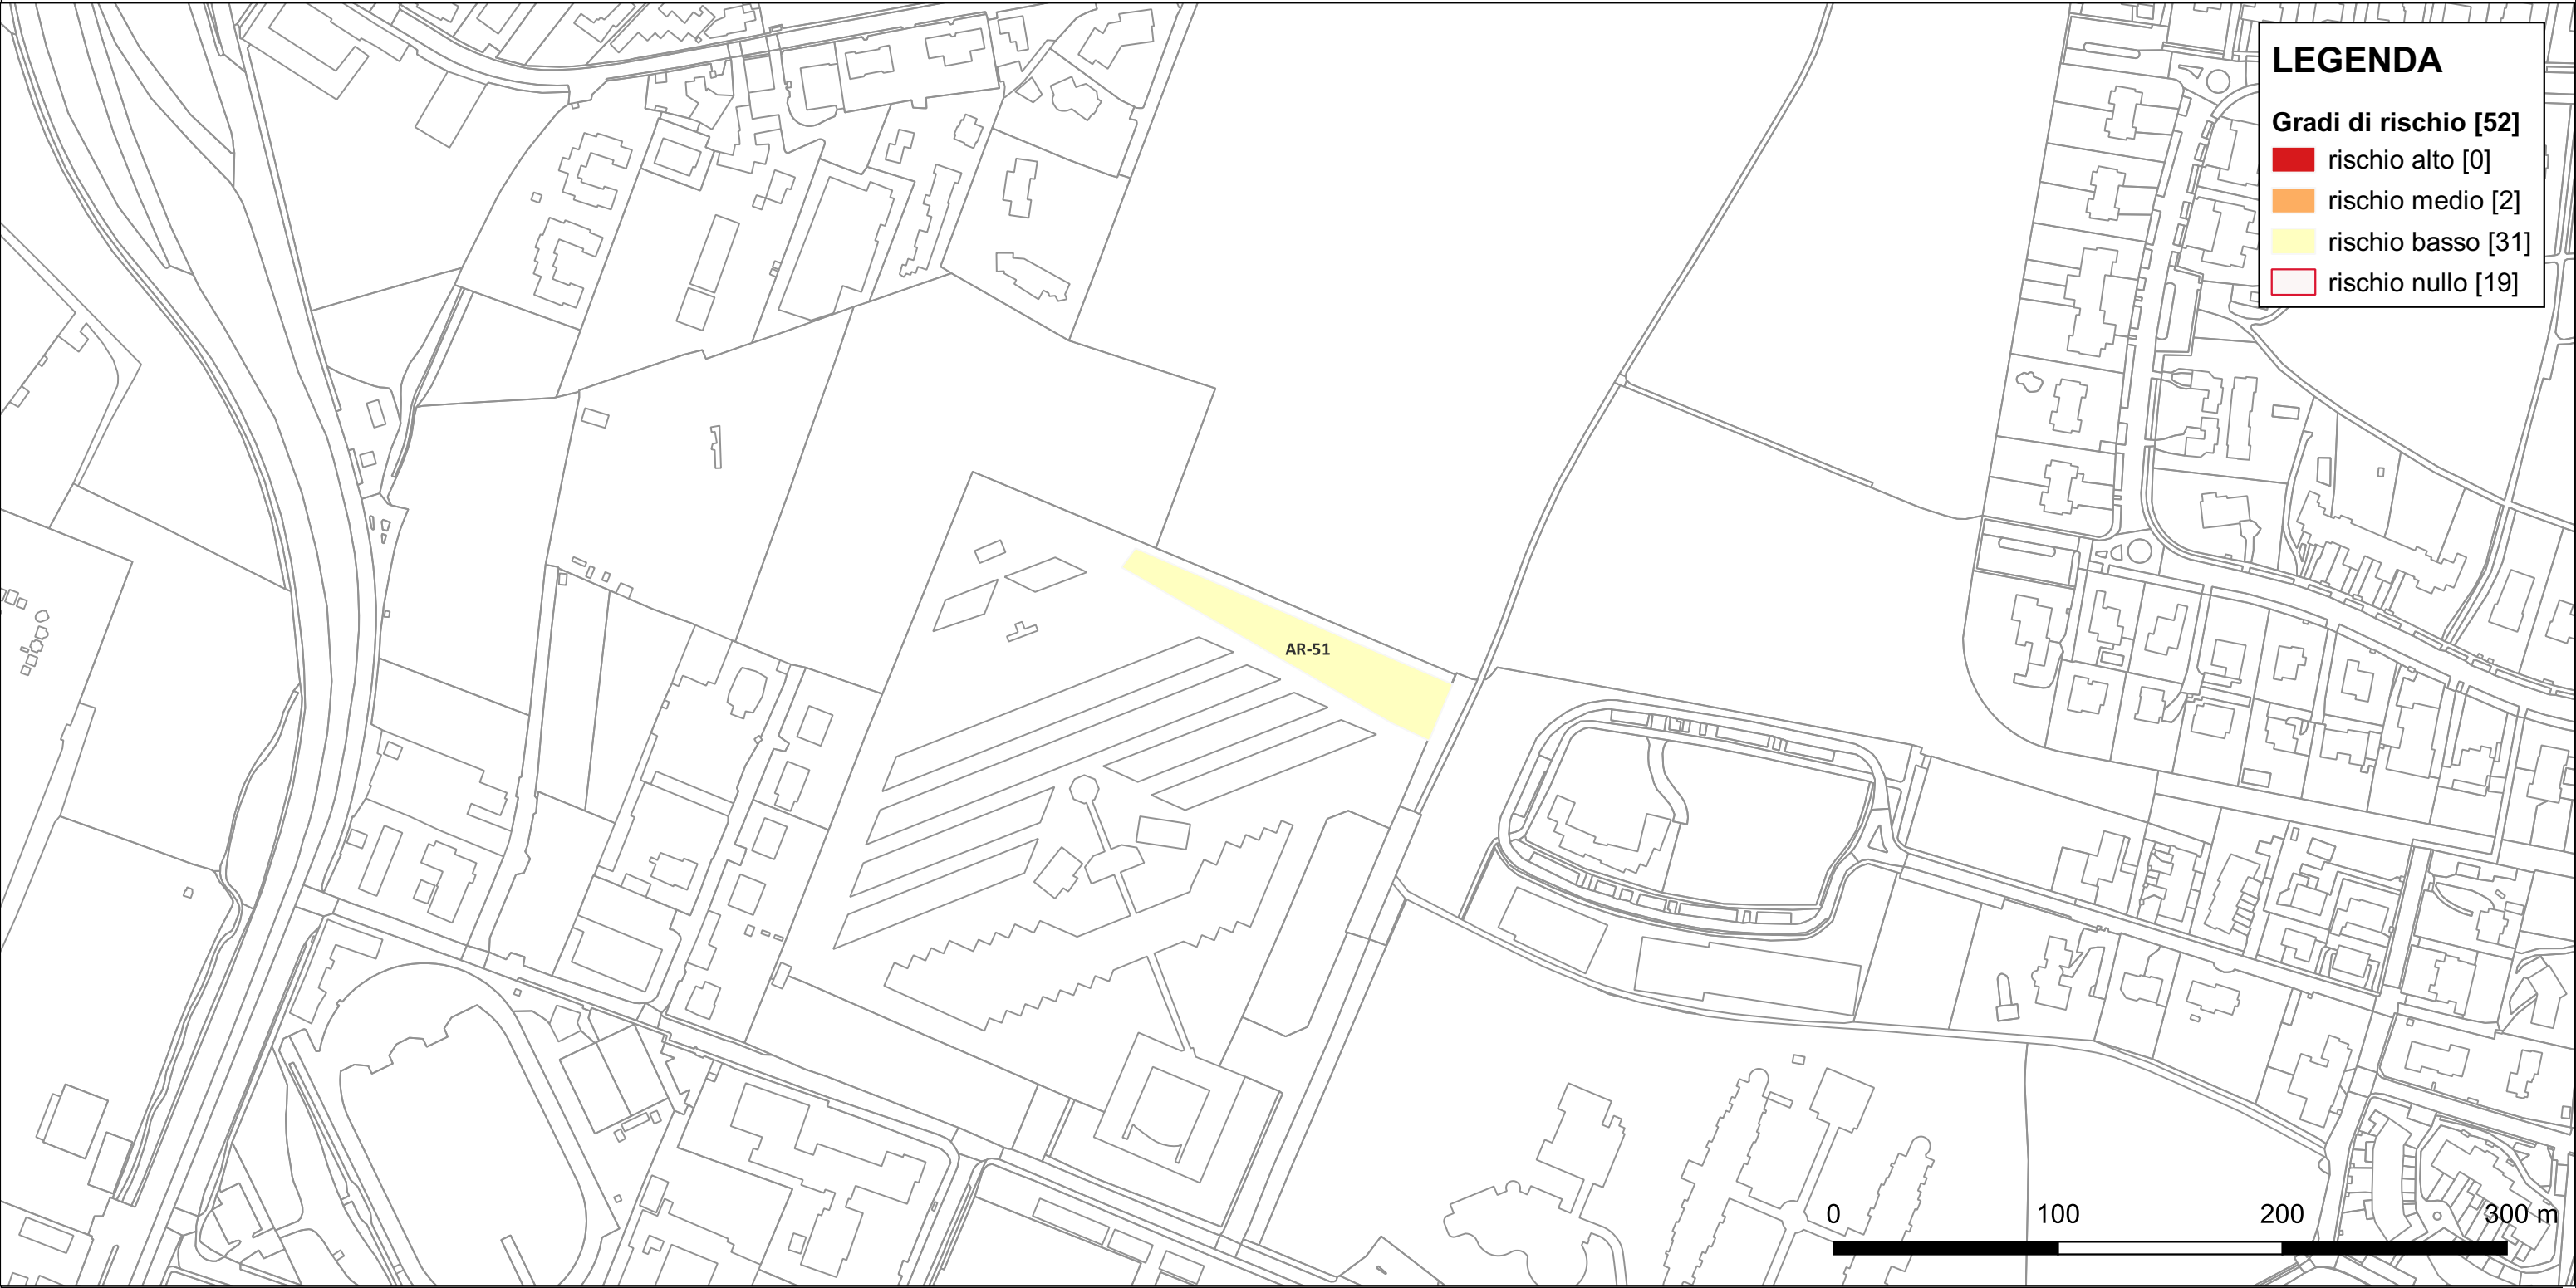 LEGENDA
Gradi di rischio [52]
rischio alto [0]
rischio medio [2]
rischio basso [31]
rischio nullo [19]
AR-51
0 100 200 300 m